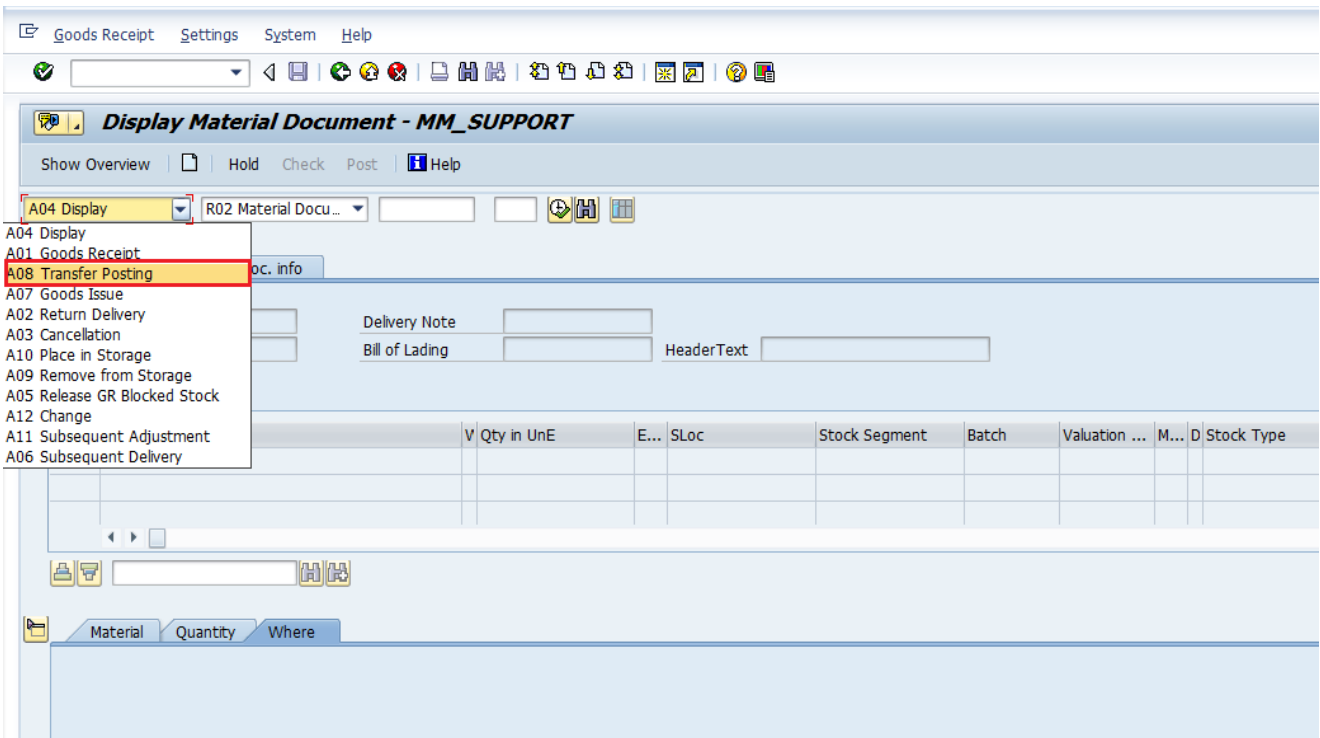 Goods Receipt Settings System Help
Display Material Document - MM_SUPPORT
Show Overview Hold Check Post Help
A04 Display R02 Material Docu...
A04 Display
A01 Goods Receipt
A08 Transfer Posting
oc. info
A07 Goods Issue
A02 Return Delivery
Delivery Note
A03 Cancellation
A10 Place in Storage
Bill of Lading HeaderText
A09 Remove from Storage
A05 Release GR Blocked Stock
A12 Change
A11 Subsequent Adjustment
V Qty in UnE E... SLoc Stock Segment Batch Valuation ... M... D Stock Type
A06 Subsequent Delivery
Material Quantity Where